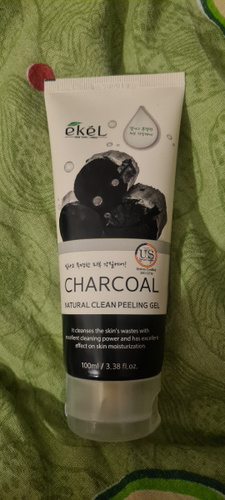 ekeL
US
CHARCOAL
NATURAL CLEAN PEELING GEL
It cleanses the skin's wastes with
excellent cleaning power and has excellent
effect on skin moisturization.
100ml / 3.38 fl.oz.